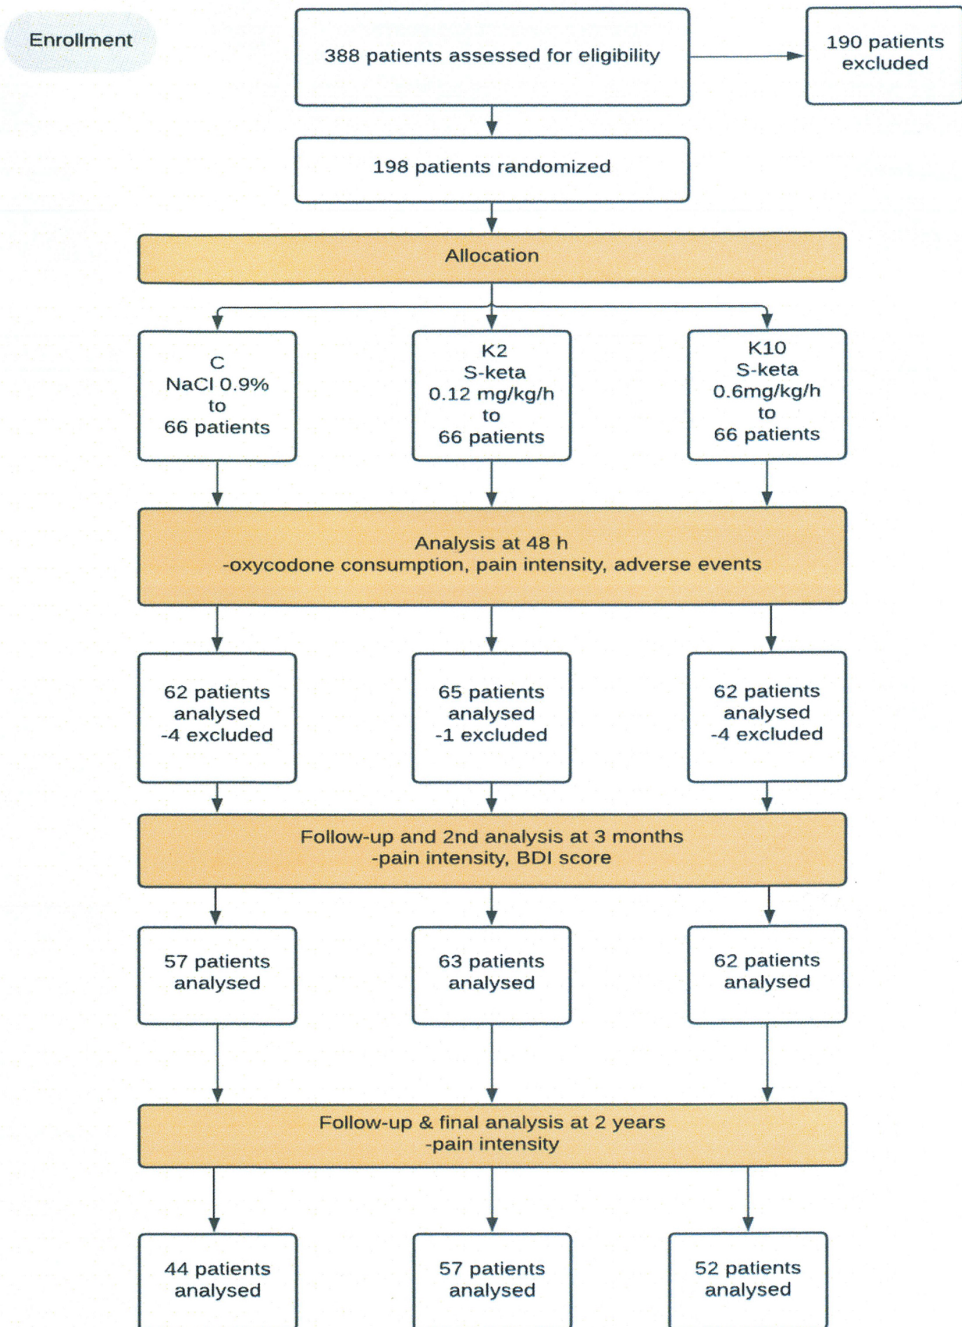 Enrollment
388 patients assessed for eligibility
190 patients
excluded
198 patients randomized
Allocation
C
NaCl 0.9%
to
66 patients
K2
S-keta
0.12 mg/kg/h
to
66 patients
K10
S-keta
0.6mg/kg/h
to
66 patients
Analysis at 48 h
-oxycodone consumption, pain intensity, adverse events
62 patients
analysed
-4 excluded
65 patients
analysed
-1 excluded
62 patients
analysed
-4 excluded
Follow-up and 2nd analysis at 3 months
-pain intensity, BDI score
57 patients
analysed
63 patients
analysed
62 patients
analysed
Follow-up & final analysis at 2 years
-pain intensity
44 patients
analysed
57 patients
analysed
52 patients
analysed